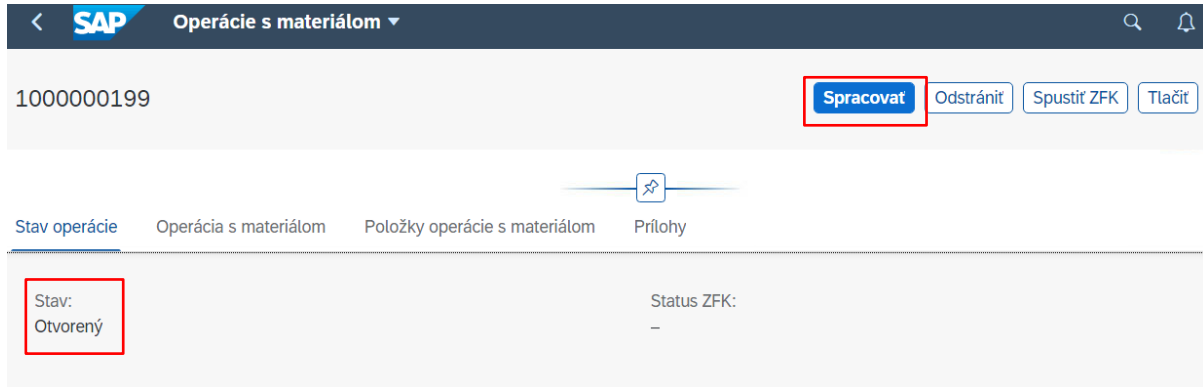 SAP Operácie s materiálom
1000000199
Spracovať Odstrániť Spustiť ZFK Tlačiť
Stav operácie Operácia s materiálom Položky operácie s materiálom Prílohy
Stav: Status ZFK:
Otvorený –